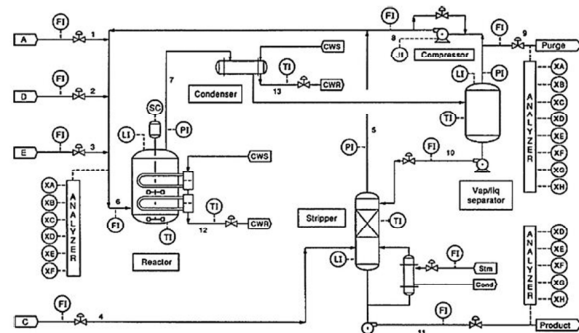 FI
9
A
FI
1
FI
8
Compressor
Purge
7
CWS
LI
PI
XA
XB
XC
XD
XE
XF
XG
XH
ANALYZER
D
FI
2
Condenser
TI
13
CWR
SC
TI
E
FI
3
LI
PI
5
PI
FI
10
CWS
Vap/liq
separator
XA
XB
XC
XD
XE
XF
ANALYZER
6
FI
TI
TI
12
CWR
Stripper
TI
XD
XE
XF
XG
XH
ANALYZER
Reactor
LI
FI
Stm
Cond
C
FI
4
FI
11
Product